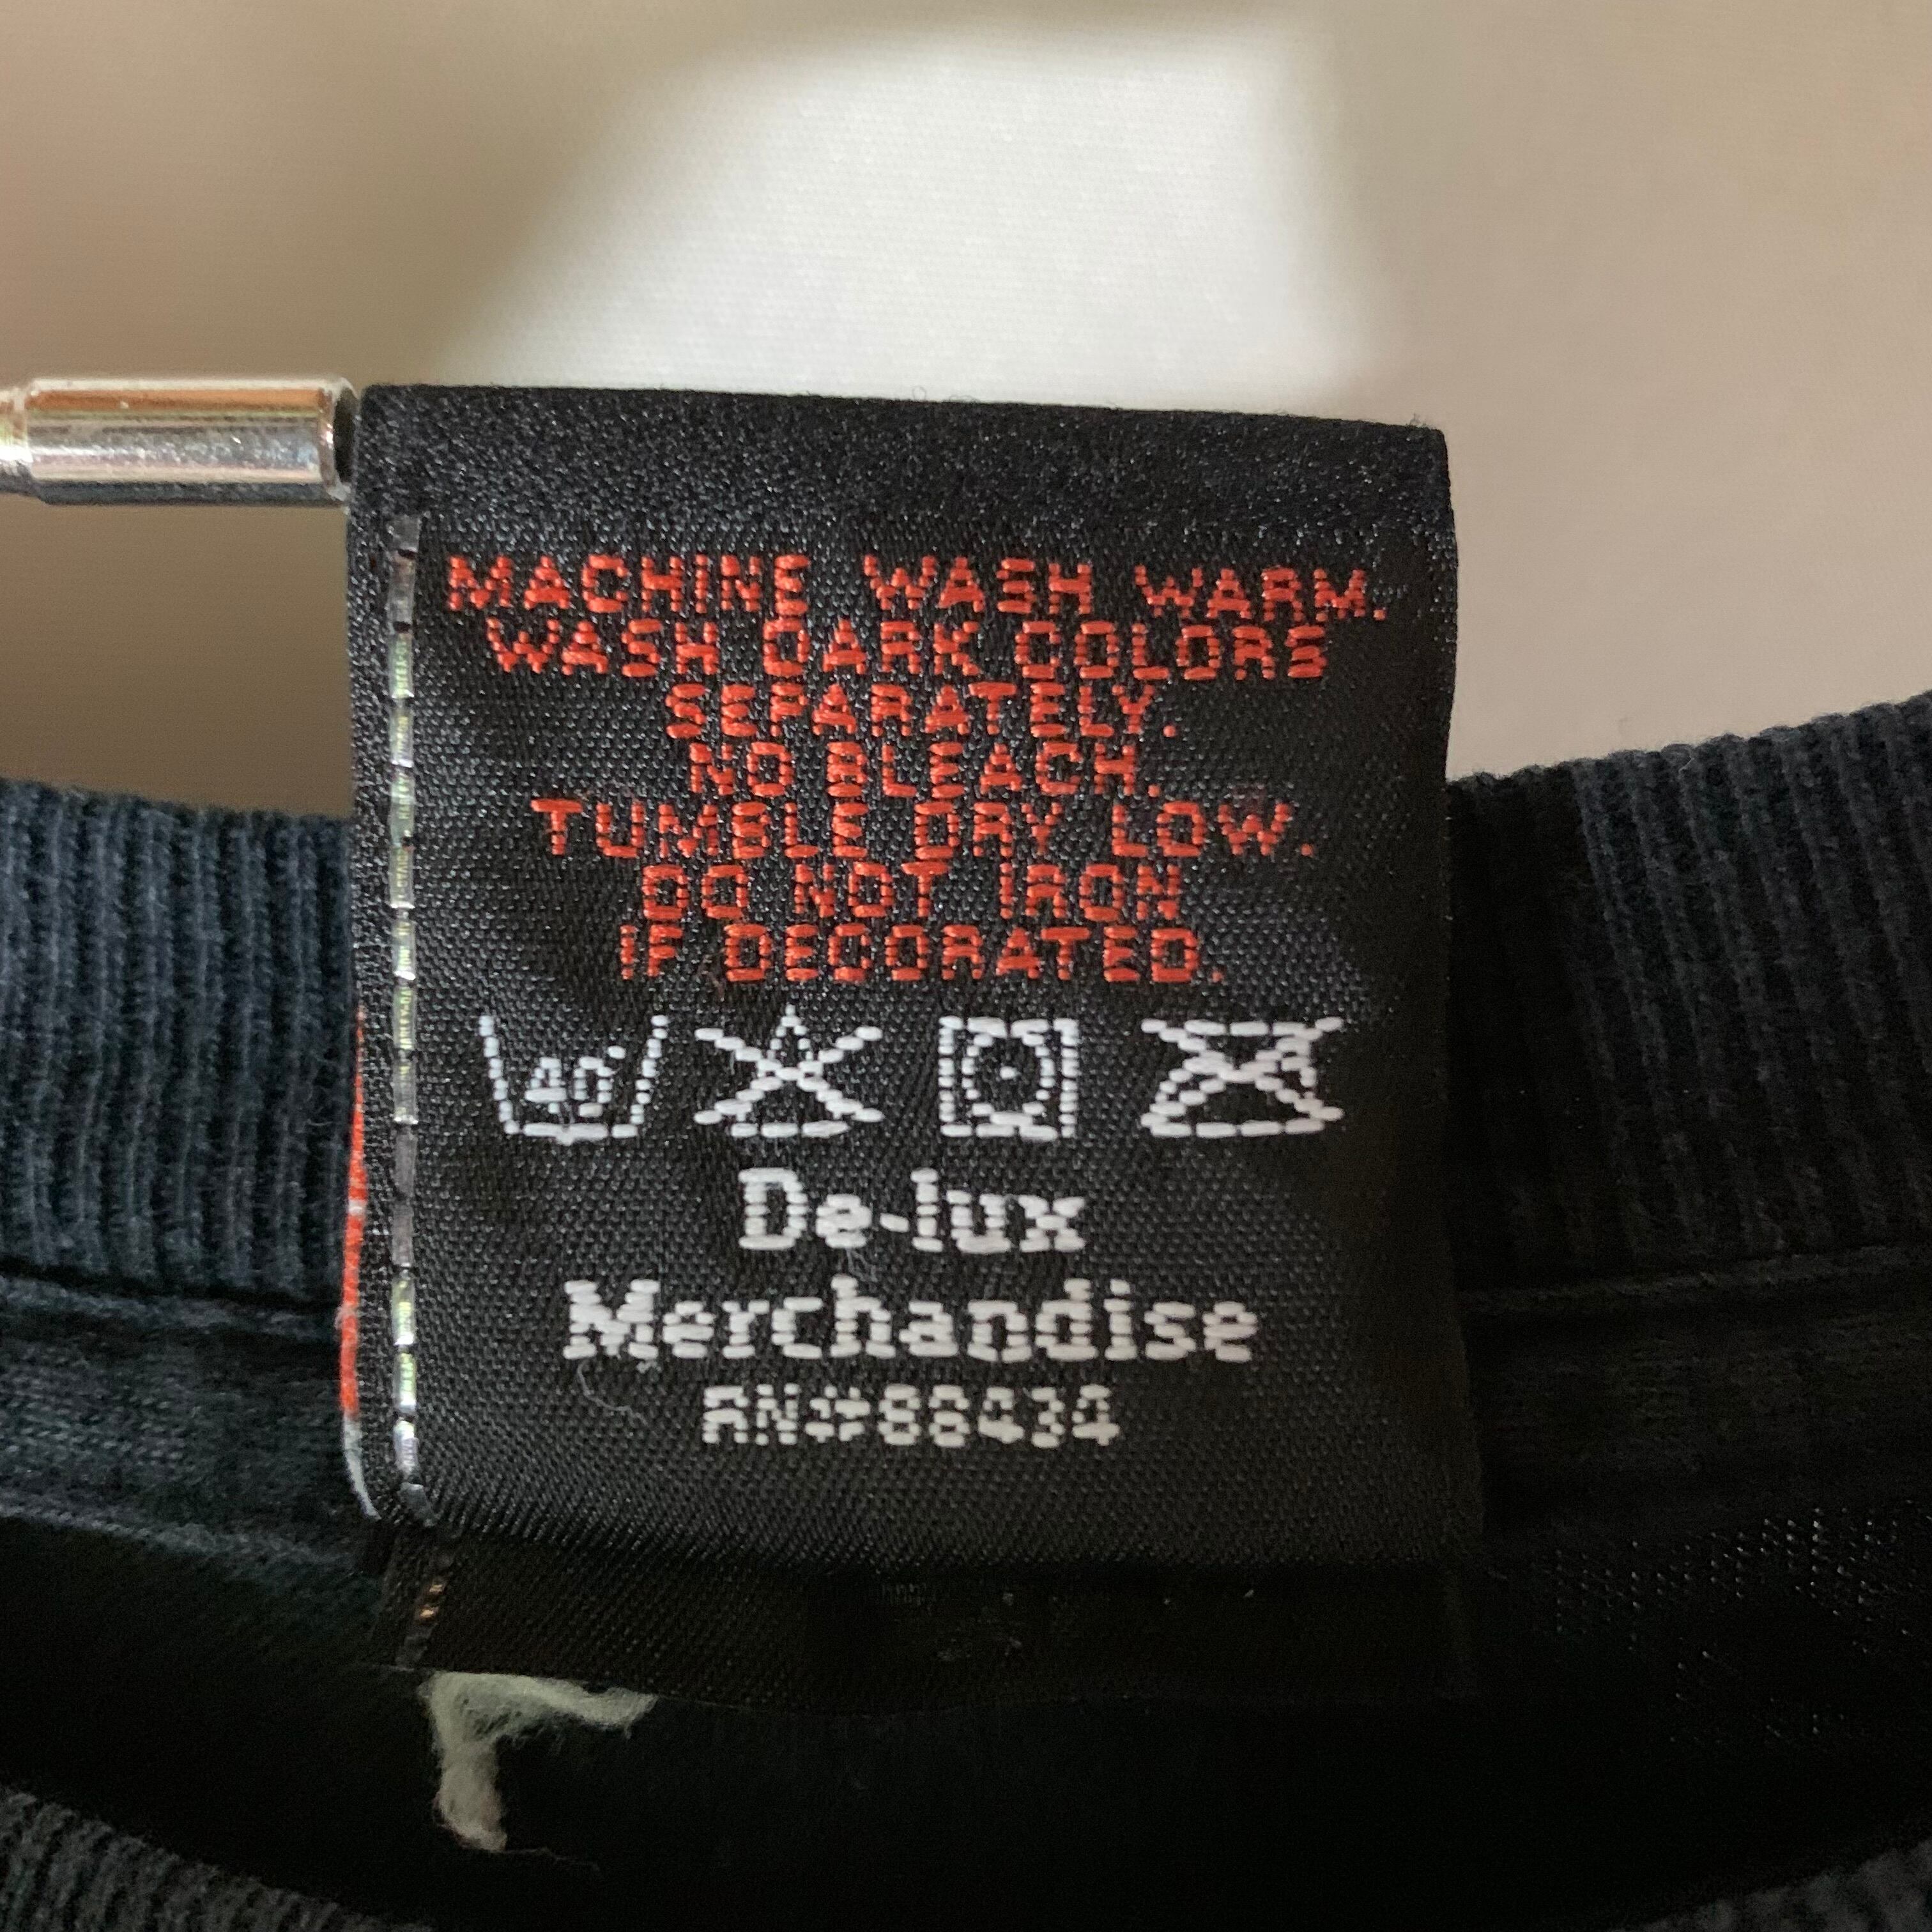 MACHINE WASH WARM.
WASH DARK COLORS
SEPARATELY.
NO BLEACH.
TUMBLE DRY LOW.
DO NOT IRON
IF DECORATED.
40°
De-lux
Merchandise
RN#86434